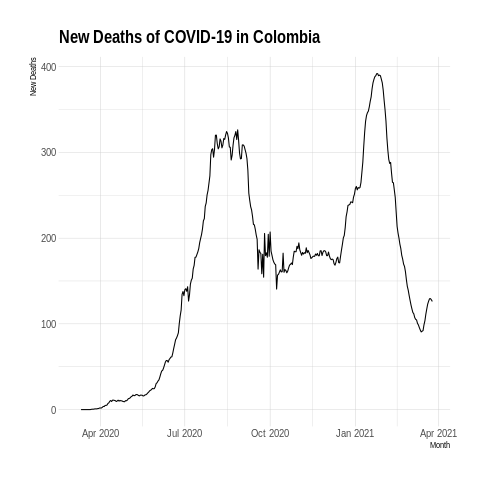 New Deaths of COVID-19 in Colombia
New Deaths
400
300
200
100
0
Apr 2020 Jul 2020 Oct 2020 Jan 2021 Apr 2021
Month